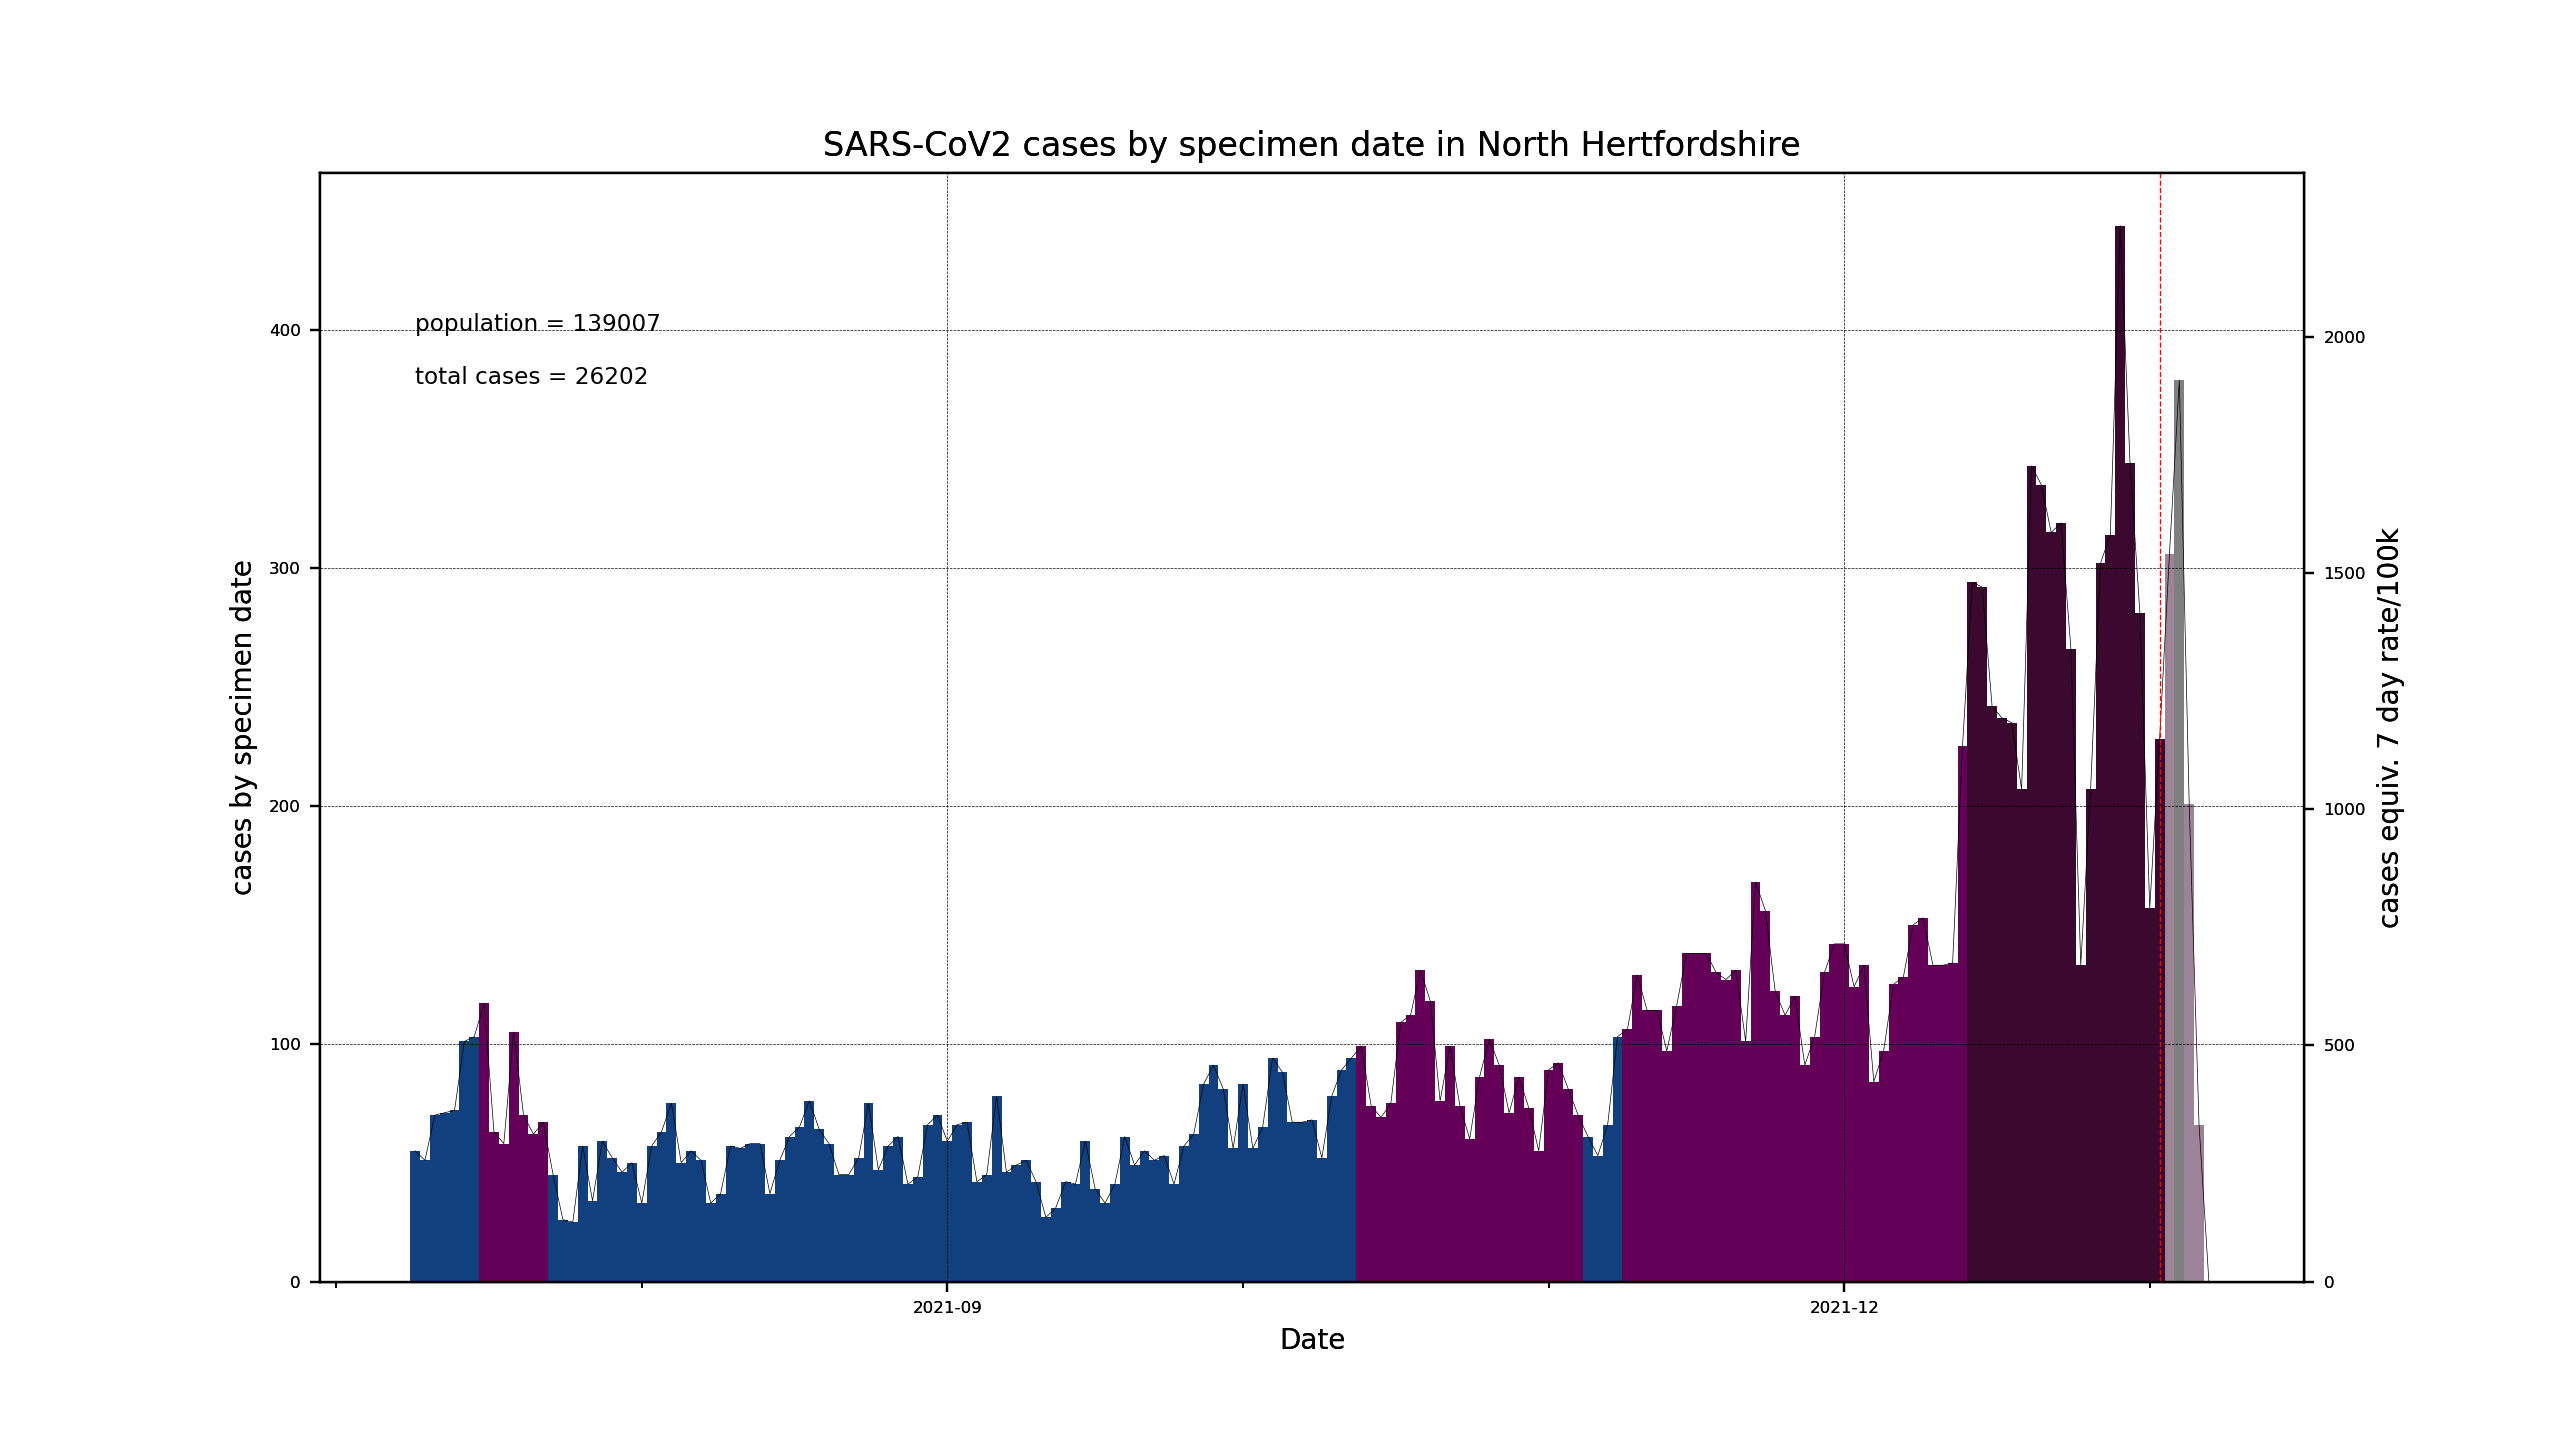 SARS-CoV2 cases by specimen date in North Hertfordshire
population = 139007
total cases = 26202
cases by specimen date
400
300
200
100
0
2000
1500
1000
500
0
cases equiv. 7 day rate/100k
2021-09
2021-12
Date